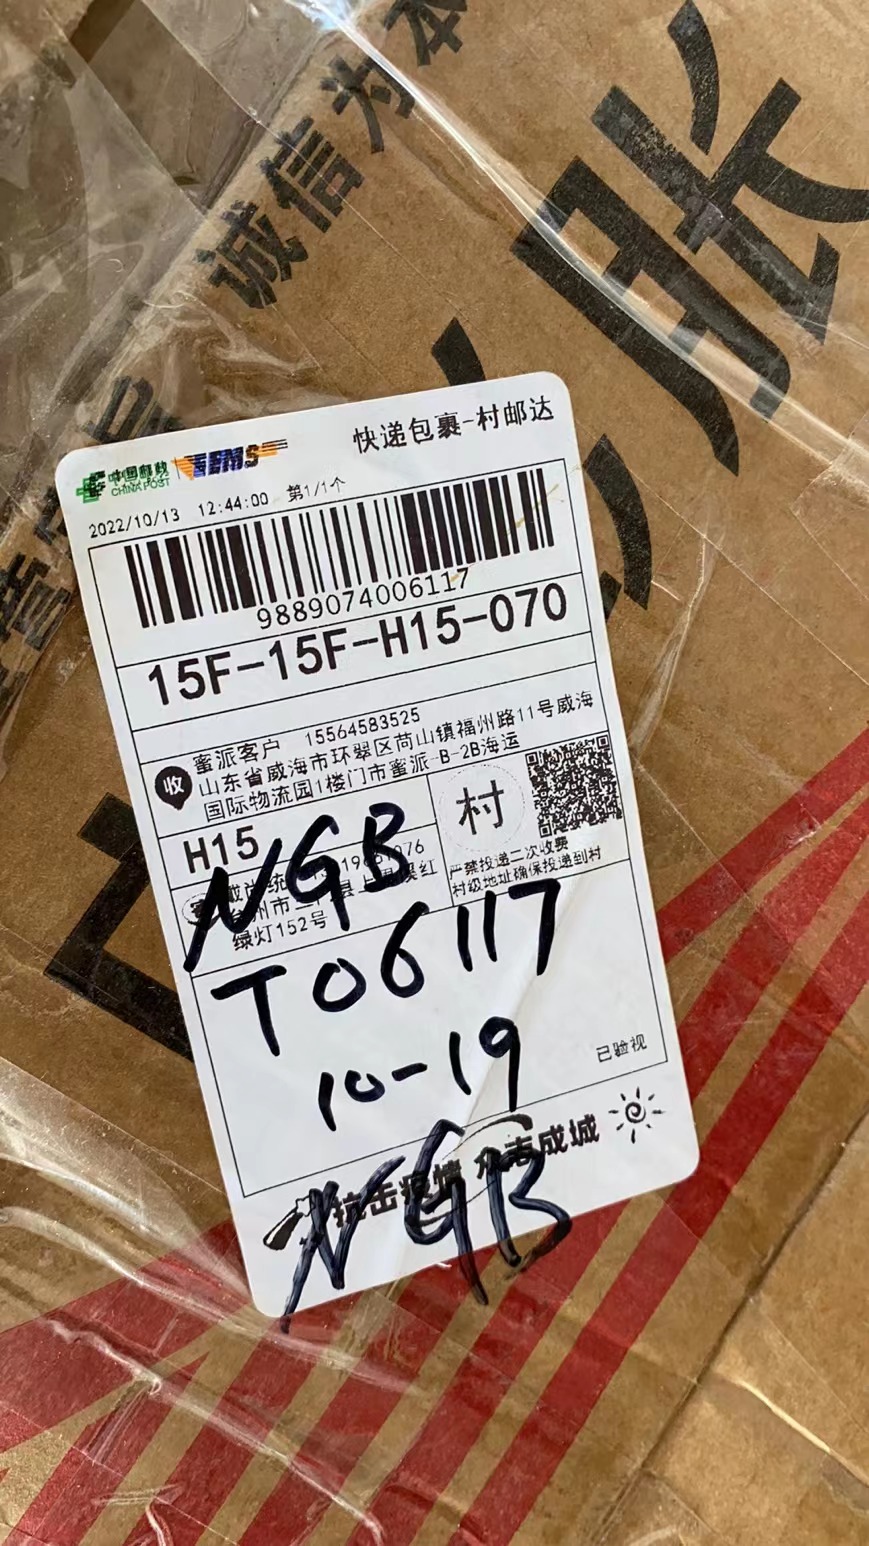 诚信为本
中国邮政
CHINA POST
EMS
快递包裹-村邮达
2022/10/13 12:44:00 第1/1个
9889074006117
15F-15F-H15-070
收
蜜派客户 15564583525
山东省威海市环翠区苘山镇福州路11号威海
国际物流园1楼门市蜜派-B-2B海运
H15
村
严禁投递二次收费
村级地址确保投递到村
绿灯152号
NGB
T06117
10-19
已验视
抗击疫情 众志成城
NGB